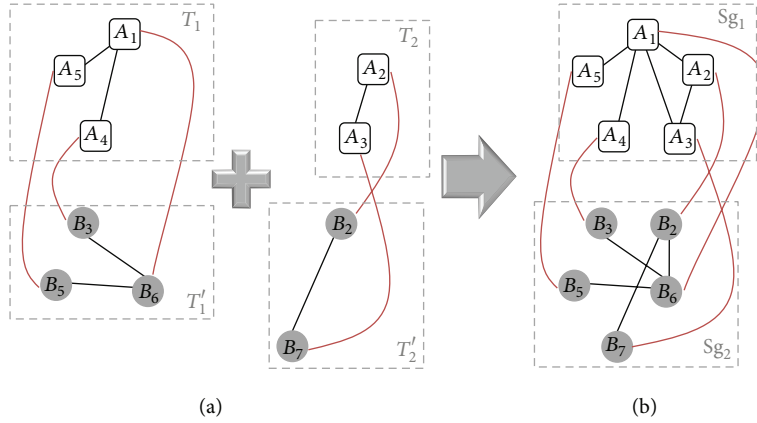 T₁
A₁
A₅
A₄
B₃
B₅
B₆
T₁′
T₂
A₂
A₃
B₂
B₇
T₂′
Sg₁
A₁
A₅
A₂
A₄
A₃
B₃
B₂
B₅
B₆
B₇
Sg₂
(a)
(b)